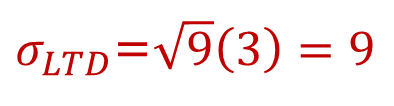 σ_LTD=√9(3) = 9